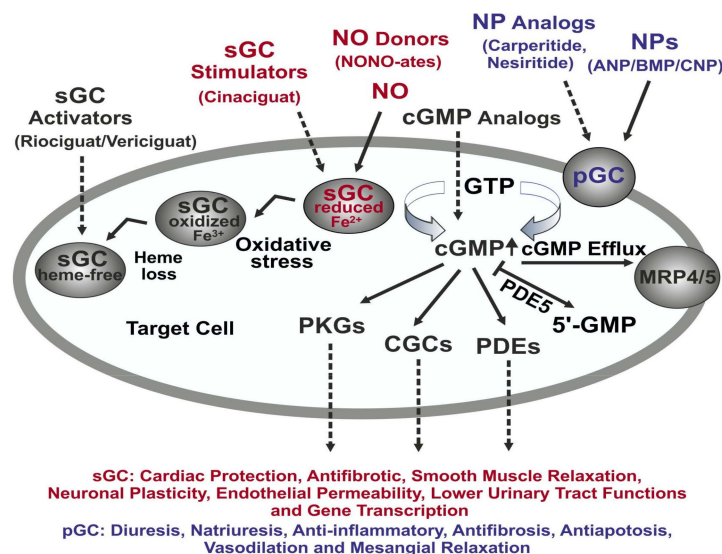 NP Analogs
(Carperitide,
Nesiritide)
NPs
(ANP/BMP/CNP)
NO Donors
(NONO-ates)
NO
sGC
Stimulators
(Cinaciguat)
sGC
Activators
(Riociguat/Vericiguat)
cGMP Analogs
pGC
GTP
sGC
reduced
Fe2+
sGC
oxidized
Fe3+
sGC
heme-free
Heme
loss
Oxidative
stress
cGMP
cGMP Efflux
MRP4/5
PDE5
5'-GMP
Target Cell
PKGs
CGCs
PDEs
sGC: Cardiac Protection, Antifibrotic, Smooth Muscle Relaxation,
Neuronal Plasticity, Endothelial Permeability, Lower Urinary Tract Functions
and Gene Transcription
pGC: Diuresis, Natriuresis, Anti-inflammatory, Antifibrosis, Antiapotosis,
Vasodilation and Mesangial Relaxation